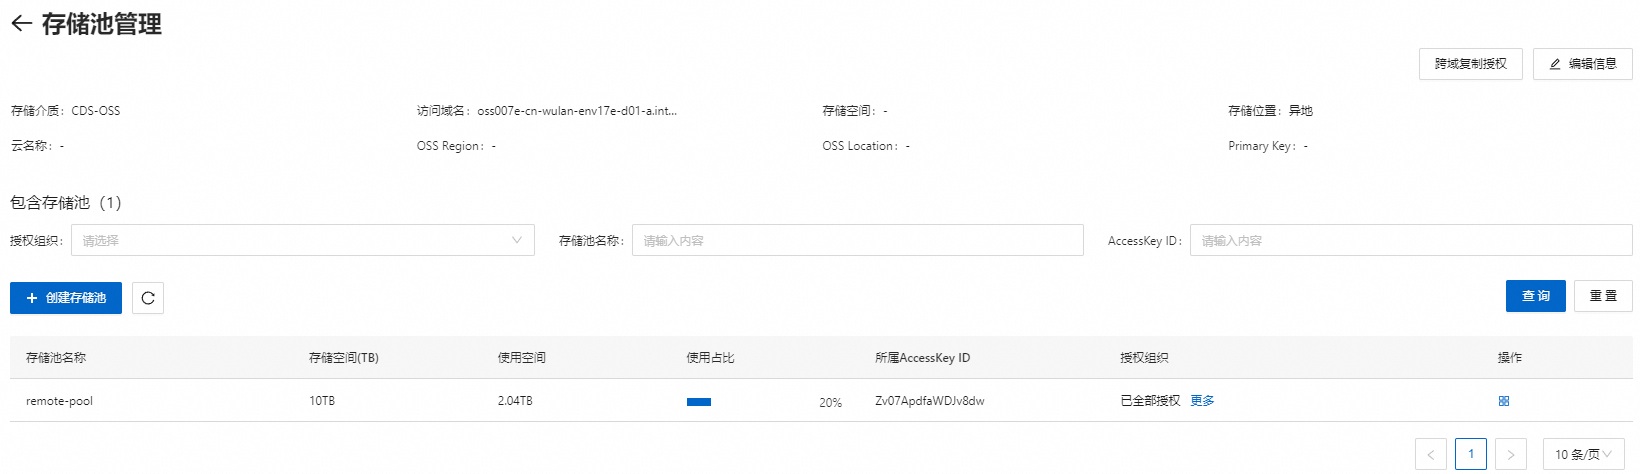 存储池管理
跨域复制授权 编辑信息
存储介质：CDS-OSS 访问域名：oss007e-cn-wulan-env17e-d01-a.int... 存储空间：- 存储位置：异地
云名称：- OSS Region：- OSS Location：- Primary Key：-
包含存储池（1）
授权组织：请选择 存储池名称：请输入内容 AccessKey ID：请输入内容
+ 创建存储池 查 询 重 置
存储池名称 存储空间(TB) 使用空间 使用占比 所属AccessKey ID 授权组织 操作
remote-pool 10TB 2.04TB 20% Zv07ApdfaWDJv8dw 已全部授权 更多
< 1 > 10 条/页